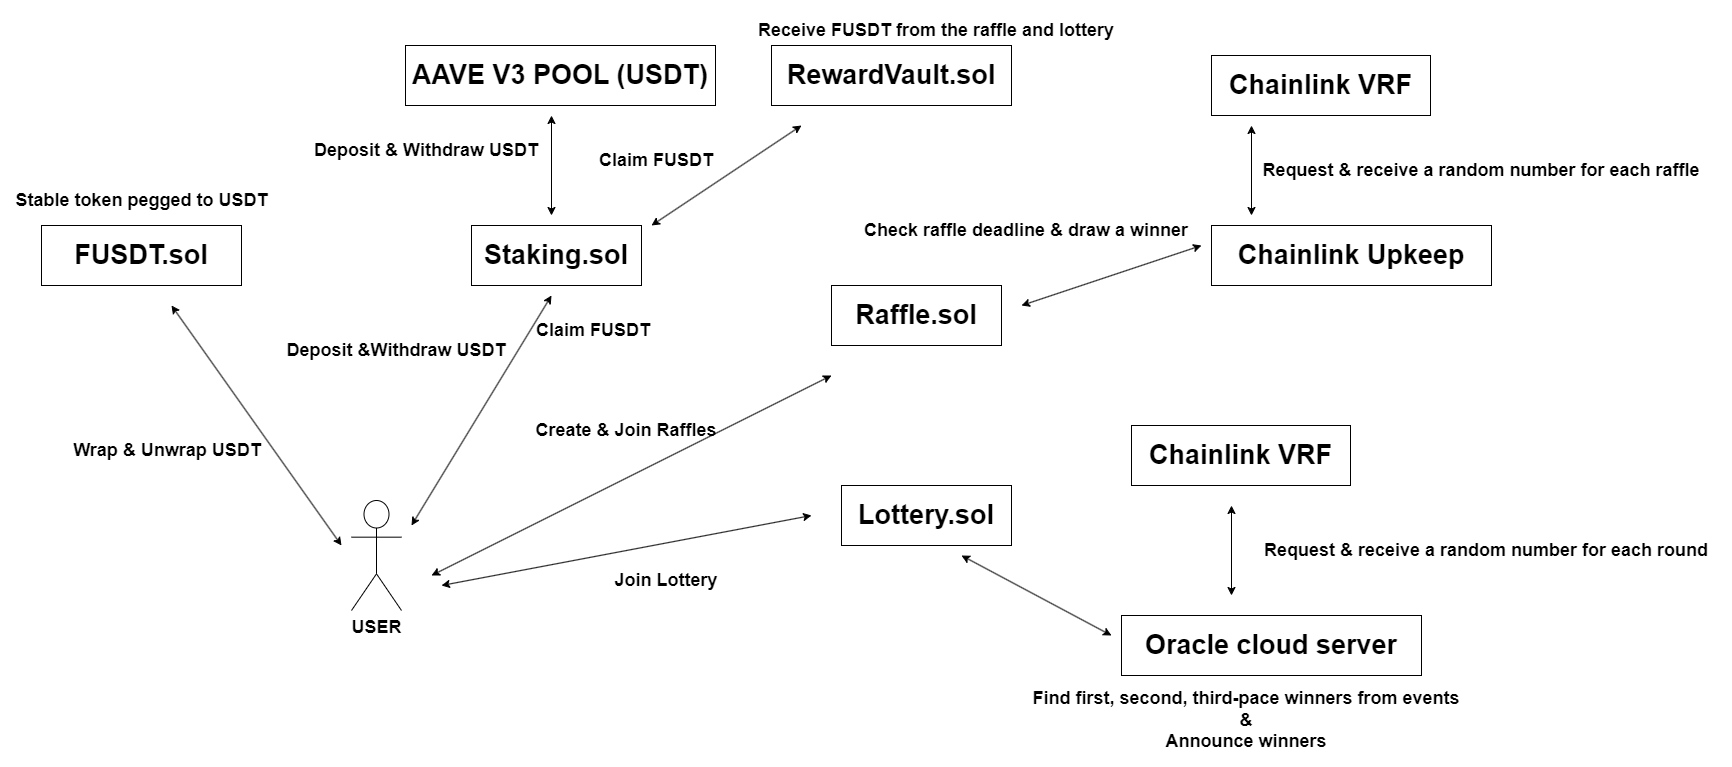 Receive FUSDT from the raffle and lottery
AAVE V3 POOL (USDT)
RewardVault.sol
Chainlink VRF
Deposit & Withdraw USDT
Claim FUSDT
Request & receive a random number for each raffle
Stable token pegged to USDT
FUSDT.sol
Staking.sol
Check raffle deadline & draw a winner
Chainlink Upkeep
Raffle.sol
Claim FUSDT
Deposit &Withdraw USDT
Create & Join Raffles
Wrap & Unwrap USDT
Chainlink VRF
Lottery.sol
Request & receive a random number for each round
Join Lottery
USER
Oracle cloud server
Find first, second, third-pace winners from events
&
Announce winners